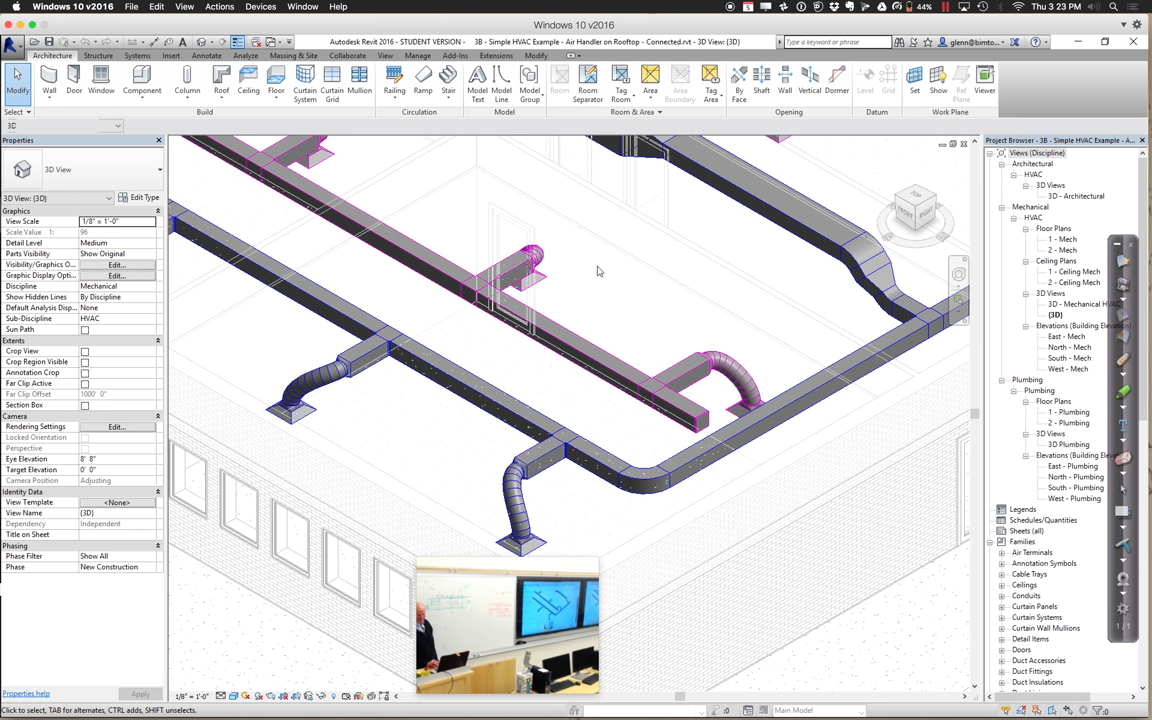 Windows 10 v2016 File Edit View Actions Devices Window Help 44% Thu 3 23 PM
Windows 10 v2016
Autodesk Revit 2016 - STUDENT VERSION - 3B - Simple HVAC Example - Air Handler on Rooftop - Connected.rvt - 3D View: {3D} Type a keyword or phrase glenn@bimto...
Architecture Structure Systems Insert Annotate Analyze Massing & Site Collaborate View Manage Add-Ins Extensions Modify
Modify Wall Door Window Component Column Roof Ceiling Floor Curtain System Curtain Grid Mullion Railing Ramp Stair Model Text Model Line Model Group Room Room Separator Tag Room Area Area Boundary Tag Area By Face Shaft Wall Vertical Dormer Level Grid Set Show Ref Plane Viewer
Select Build Circulation Model Room & Area Opening Datum Work Plane
3D
Properties
3D View
3D View: {3D} Edit Type
Graphics
View Scale 1/8" = 1'-0"
Scale Value 1: 96
Detail Level Medium
Parts Visibility Show Original
Visibility/Graphics O... Edit...
Graphic Display Opti... Edit...
Discipline Mechanical
Show Hidden Lines By Discipline
Default Analysis Disp... None
Sub-Discipline HVAC
Sun Path
Extents
Crop View
Crop Region Visible
Annotation Crop
Far Clip Active
Far Clip Offset 1000' 0"
Section Box
Camera
Rendering Settings Edit...
Locked Orientation
Perspective
Eye Elevation 8' 8"
Target Elevation 0' 0"
Camera Position Adjusting
Identity Data
View Template <None>
View Name {3D}
Dependency Independent
Title on Sheet
Phasing
Phase Filter Show All
Phase New Construction
Properties help Apply
TOP
FRONT RIGHT
Project Browser - 3B - Simple HVAC Example - A...
Views (Discipline)
Architectural
HVAC
3D Views
3D - Architectural
Mechanical
HVAC
Floor Plans
1 - Mech
2 - Mech
Ceiling Plans
1 - Ceiling Mech
2 - Ceiling Mech
3D Views
3D - Mechanical HVAC
{3D}
Elevations (Building Elevation)
East - Mech
North - Mech
South - Mech
West - Mech
Plumbing
Plumbing
Floor Plans
1 - Plumbing
2 - Plumbing
3D Views
3D Plumbing
Elevations (Building Elevation)
East - Plumbing
North - Plumbing
South - Plumbing
West - Plumbing
Legends
Schedules/Quantities
Sheets (all)
Families
Air Terminals
Annotation Symbols
Cable Trays
Ceilings
Conduits
Curtain Panels
Curtain Systems
Curtain Wall Mullions
Detail Items
Doors
Duct Accessories
Duct Fittings
Duct Insulations
1/1
1/8" = 1'-0"
Click to select, TAB for alternates, CTRL adds, SHIFT unselects. :0 Main Model :0